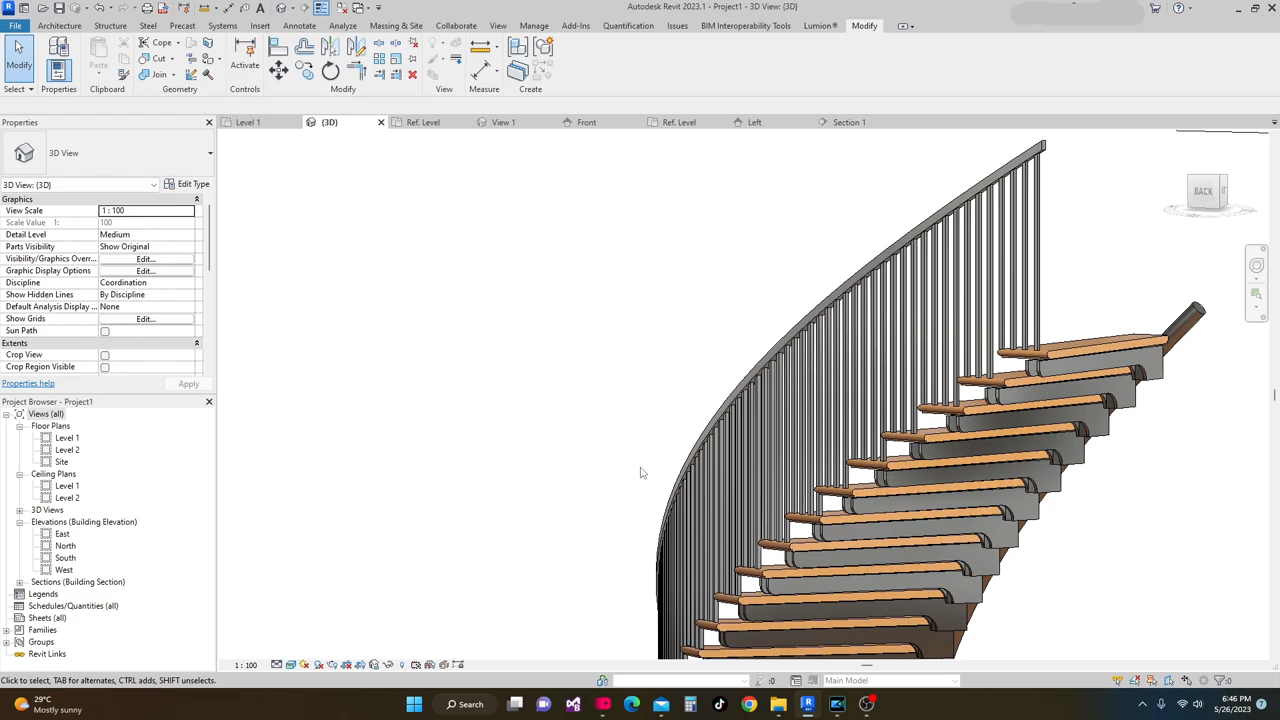 Autodesk Revit 2023.1 - Project1 - 3D View: {3D}
File Architecture Structure Steel Precast Systems Insert Annotate Analyze Massing & Site Collaborate View Manage Add-Ins Quantification Issues BIM Interoperability Tools Lumion® Modify
Modify
Properties
Paste
Cope
Cut
Join
Activate
Select Properties Clipboard Geometry Controls Modify View Measure Create
Properties
Level 1 {3D} Ref. Level View 1 Front Ref. Level Left Section 1
3D View
3D View: {3D} Edit Type
Graphics
View Scale 1 : 100
Scale Value 1: 100
Detail Level Medium
Parts Visibility Show Original
Visibility/Graphics Overr... Edit...
Graphic Display Options Edit...
Discipline Coordination
Show Hidden Lines By Discipline
Default Analysis Display ... None
Show Grids Edit...
Sun Path
Extents
Crop View
Crop Region Visible
Properties help Apply
Project Browser - Project1
Views (all)
Floor Plans
Level 1
Level 2
Site
Ceiling Plans
Level 1
Level 2
3D Views
Elevations (Building Elevation)
East
North
South
West
Sections (Building Section)
Legends
Schedules/Quantities (all)
Sheets (all)
Families
Groups
Revit Links
BACK
1 : 100
Click to select, TAB for alternates, CTRL adds, SHIFT unselects.
:0
Main Model
:0
29°C
Mostly sunny
Search
6:46 PM
5/26/2023